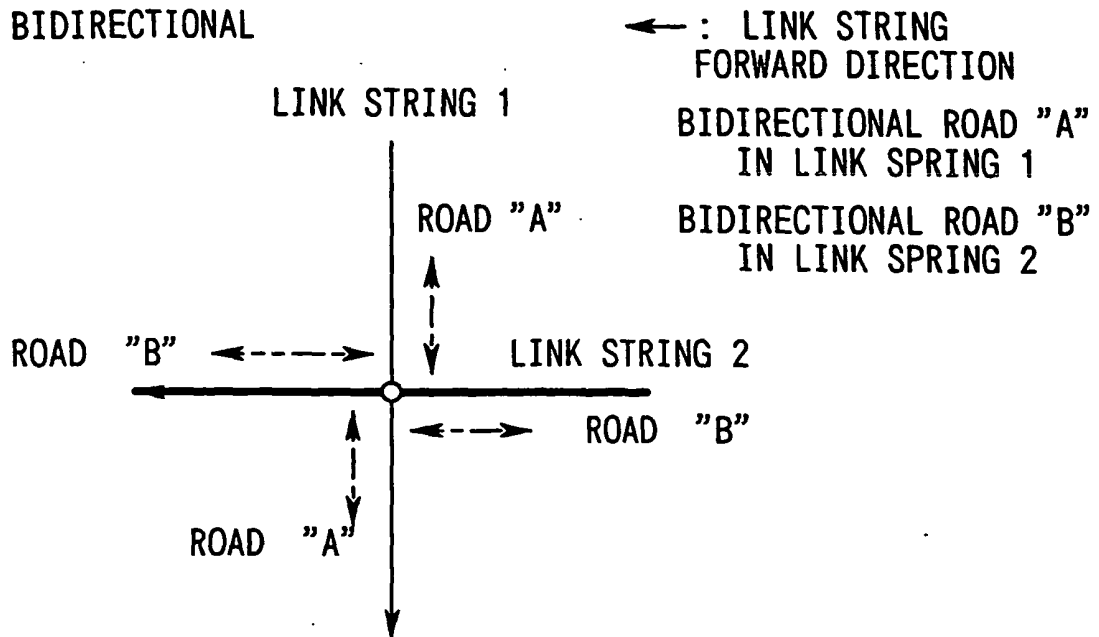 BIDIRECTIONAL
: LINK STRING
FORWARD DIRECTION
LINK STRING 1
BIDIRECTIONAL ROAD "A"
IN LINK SPRING 1
ROAD "A"
BIDIRECTIONAL ROAD "B"
IN LINK SPRING 2
ROAD "B"
LINK STRING 2
ROAD "B"
ROAD "A"